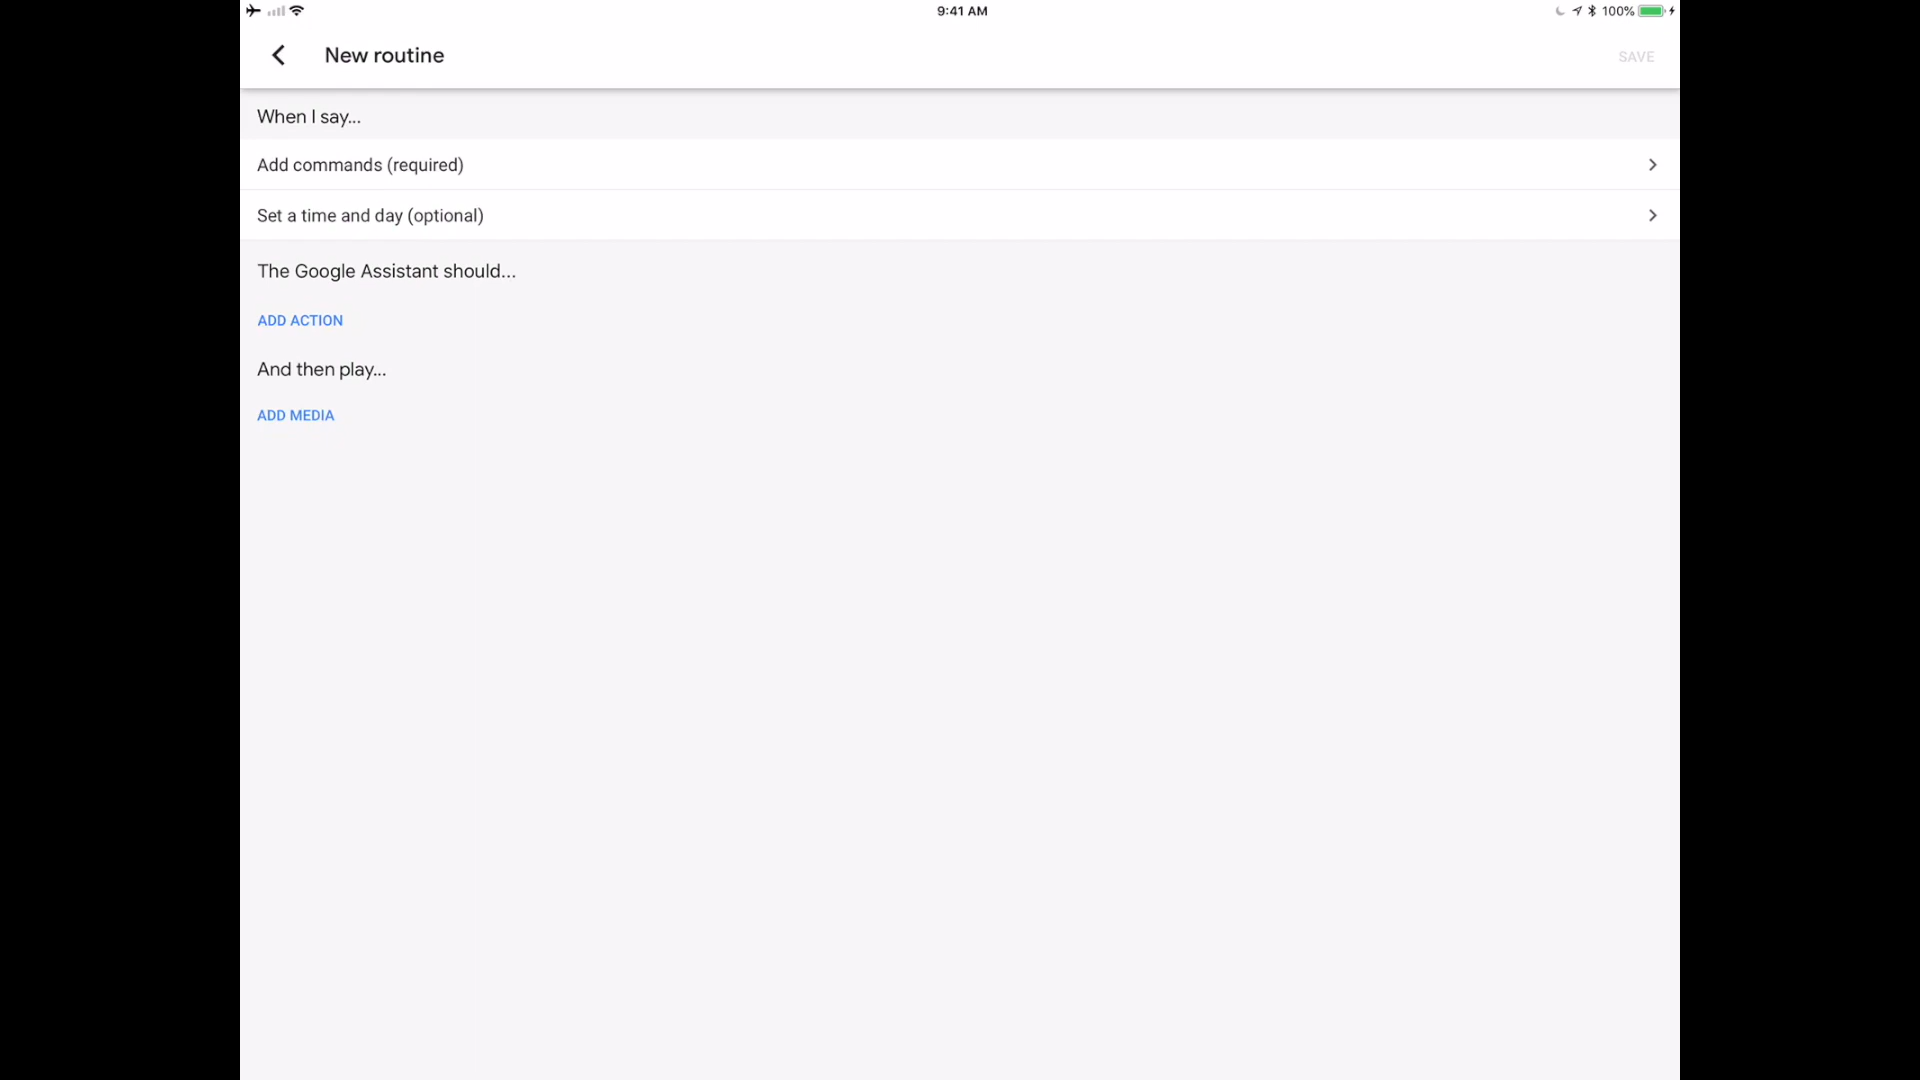 9:41 AM
100%
New routine
SAVE
When I say...
Add commands (required)
Set a time and day (optional)
The Google Assistant should...
ADD ACTION
And then play...
ADD MEDIA